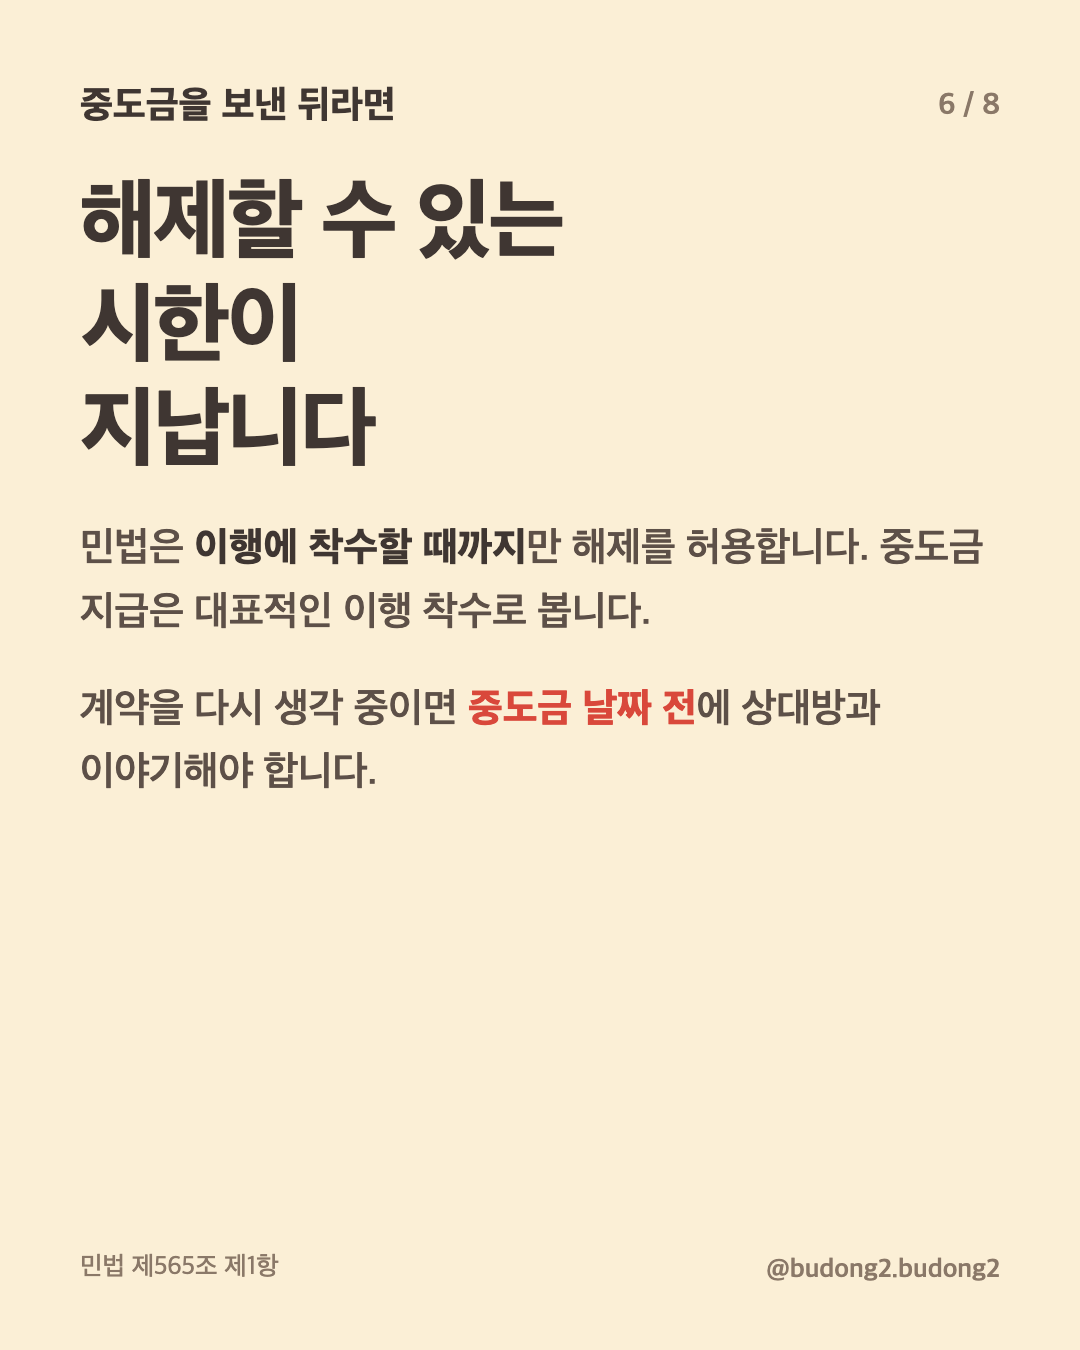 중도금을 보낸 뒤라면
6 / 8
해제할 수 있는
시한이
지납니다
민법은 이행에 착수할 때까지만 해제를 허용합니다. 중도금
지급은 대표적인 이행 착수로 봅니다.
계약을 다시 생각 중이면 중도금 날짜 전에 상대방과
이야기해야 합니다.
민법 제565조 제1항
@budong2.budong2